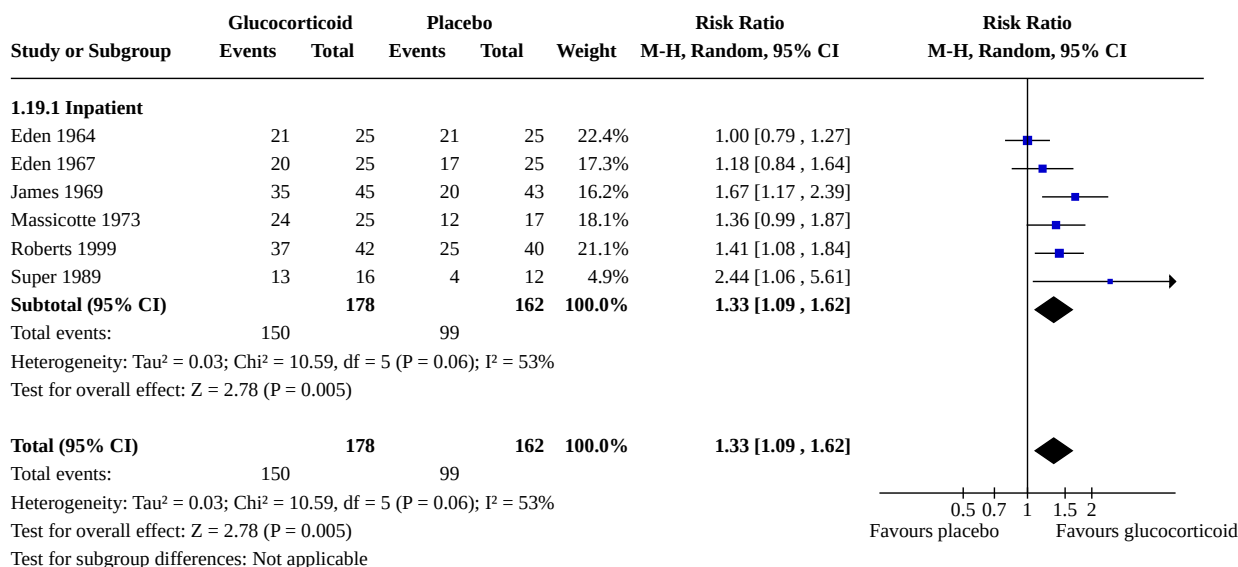 Glucocorticoid Placebo Risk Ratio Risk Ratio
Study or Subgroup Events Total Events Total Weight M-H, Random, 95% CI M-H, Random, 95% CI
1.19.1 Inpatient
Eden 1964 21 25 21 25 22.4% 1.00 [0.79 , 1.27]
Eden 1967 20 25 17 25 17.3% 1.18 [0.84 , 1.64]
James 1969 35 45 20 43 16.2% 1.67 [1.17 , 2.39]
Massicotte 1973 24 25 12 17 18.1% 1.36 [0.99 , 1.87]
Roberts 1999 37 42 25 40 21.1% 1.41 [1.08 , 1.84]
Super 1989 13 16 4 12 4.9% 2.44 [1.06 , 5.61]
Subtotal (95% CI) 178 162 100.0% 1.33 [1.09 , 1.62]
Total events: 150 99
Heterogeneity: Tau² = 0.03; Chi² = 10.59, df = 5 (P = 0.06); I² = 53%
Test for overall effect: Z = 2.78 (P = 0.005)
Total (95% CI) 178 162 100.0% 1.33 [1.09 , 1.62]
Total events: 150 99
Heterogeneity: Tau² = 0.03; Chi² = 10.59, df = 5 (P = 0.06); I² = 53%
0.5 0.7 1 1.5 2
Test for overall effect: Z = 2.78 (P = 0.005) Favours placebo Favours glucocorticoid
Test for subgroup differences: Not applicable